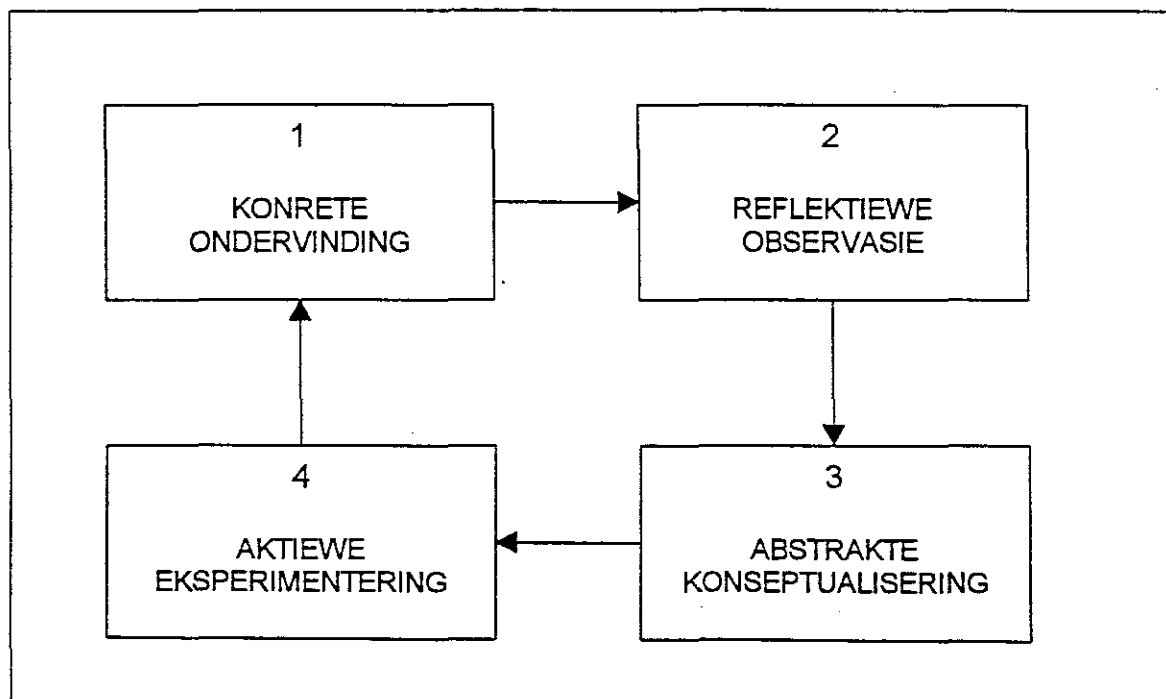 1
KONRETE
ONDERVINDING
2
REFLEKTIEWE
OBSERVASIE
3
ABSTRAKTE
KONSEPTUALISERING
4
AKTIEWE
EKSPERIMENTERING